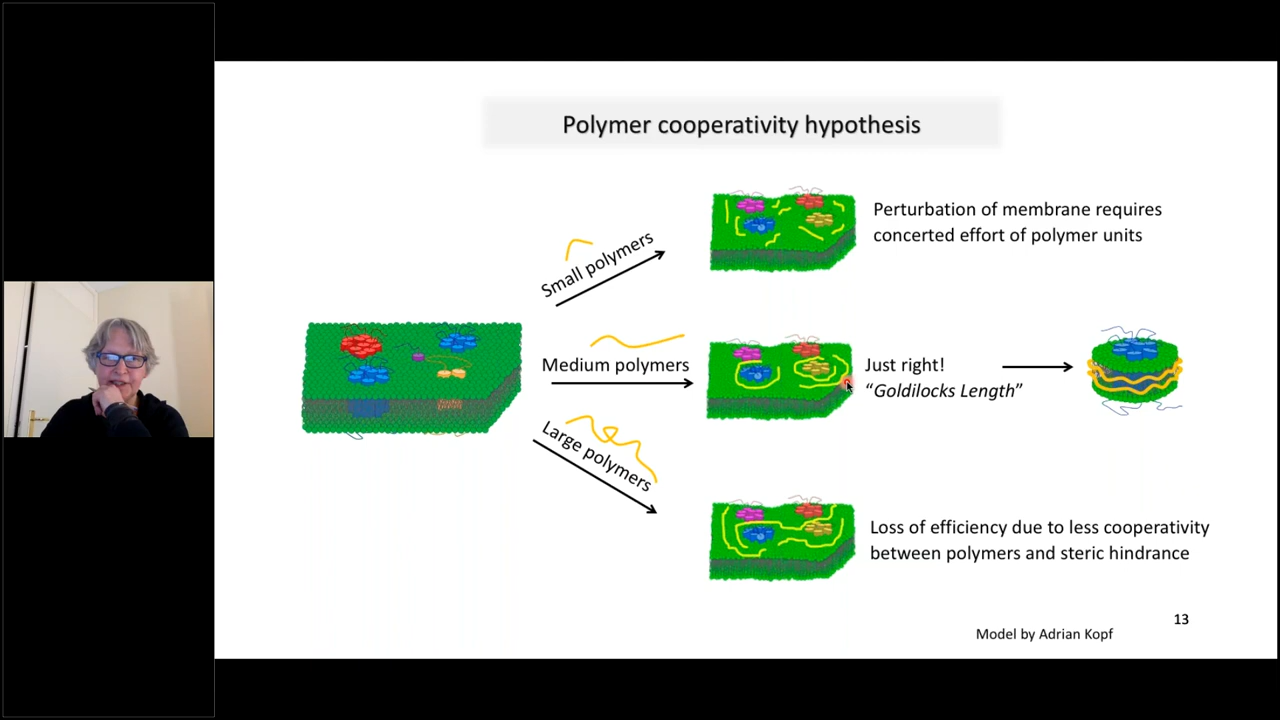 Polymer cooperativity hypothesis
Small polymers
Perturbation of membrane requires
concerted effort of polymer units
Medium polymers
Just right!
“Goldilocks Length”
Large polymers
Loss of efficiency due to less cooperativity
between polymers and steric hindrance
13
Model by Adrian Kopf